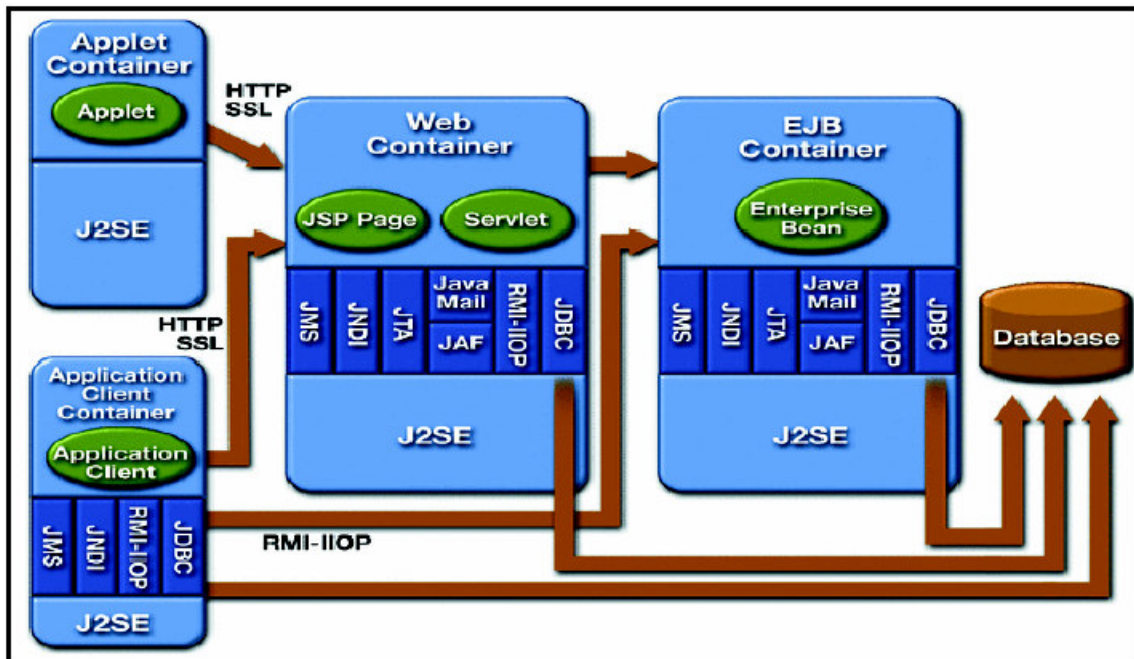 Applet
Container
Applet
J2SE
HTTP
SSL
Web
Container
JSP Page
Servlet
JMS
JNDI
JTA
Java
Mail
JAF
RMI-IIOP
JDBC
J2SE
EJB
Container
Enterprise
Bean
JMS
JNDI
JTA
Java
Mail
JAF
RMI-IIOP
JDBC
J2SE
Database
HTTP
SSL
Application
Client
Container
Application
Client
JMS
JNDI
RMI-IIOP
JDBC
J2SE
RMI-IIOP